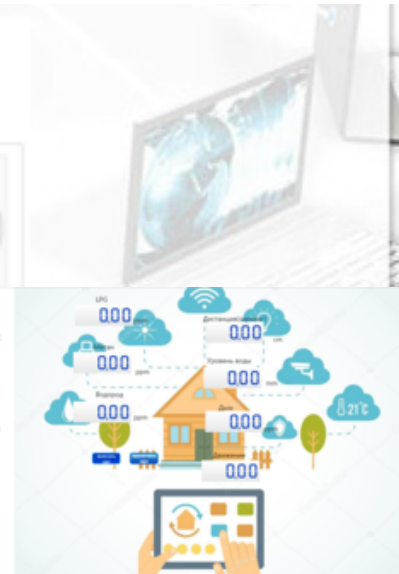 LPG
0.00
Дистанция
0.00
cm
Метан
0.00
ppm
Уровень воды
0.00
mm
Водород
0.00
ppm
Дым
0.00
Движение
0.00
21°C